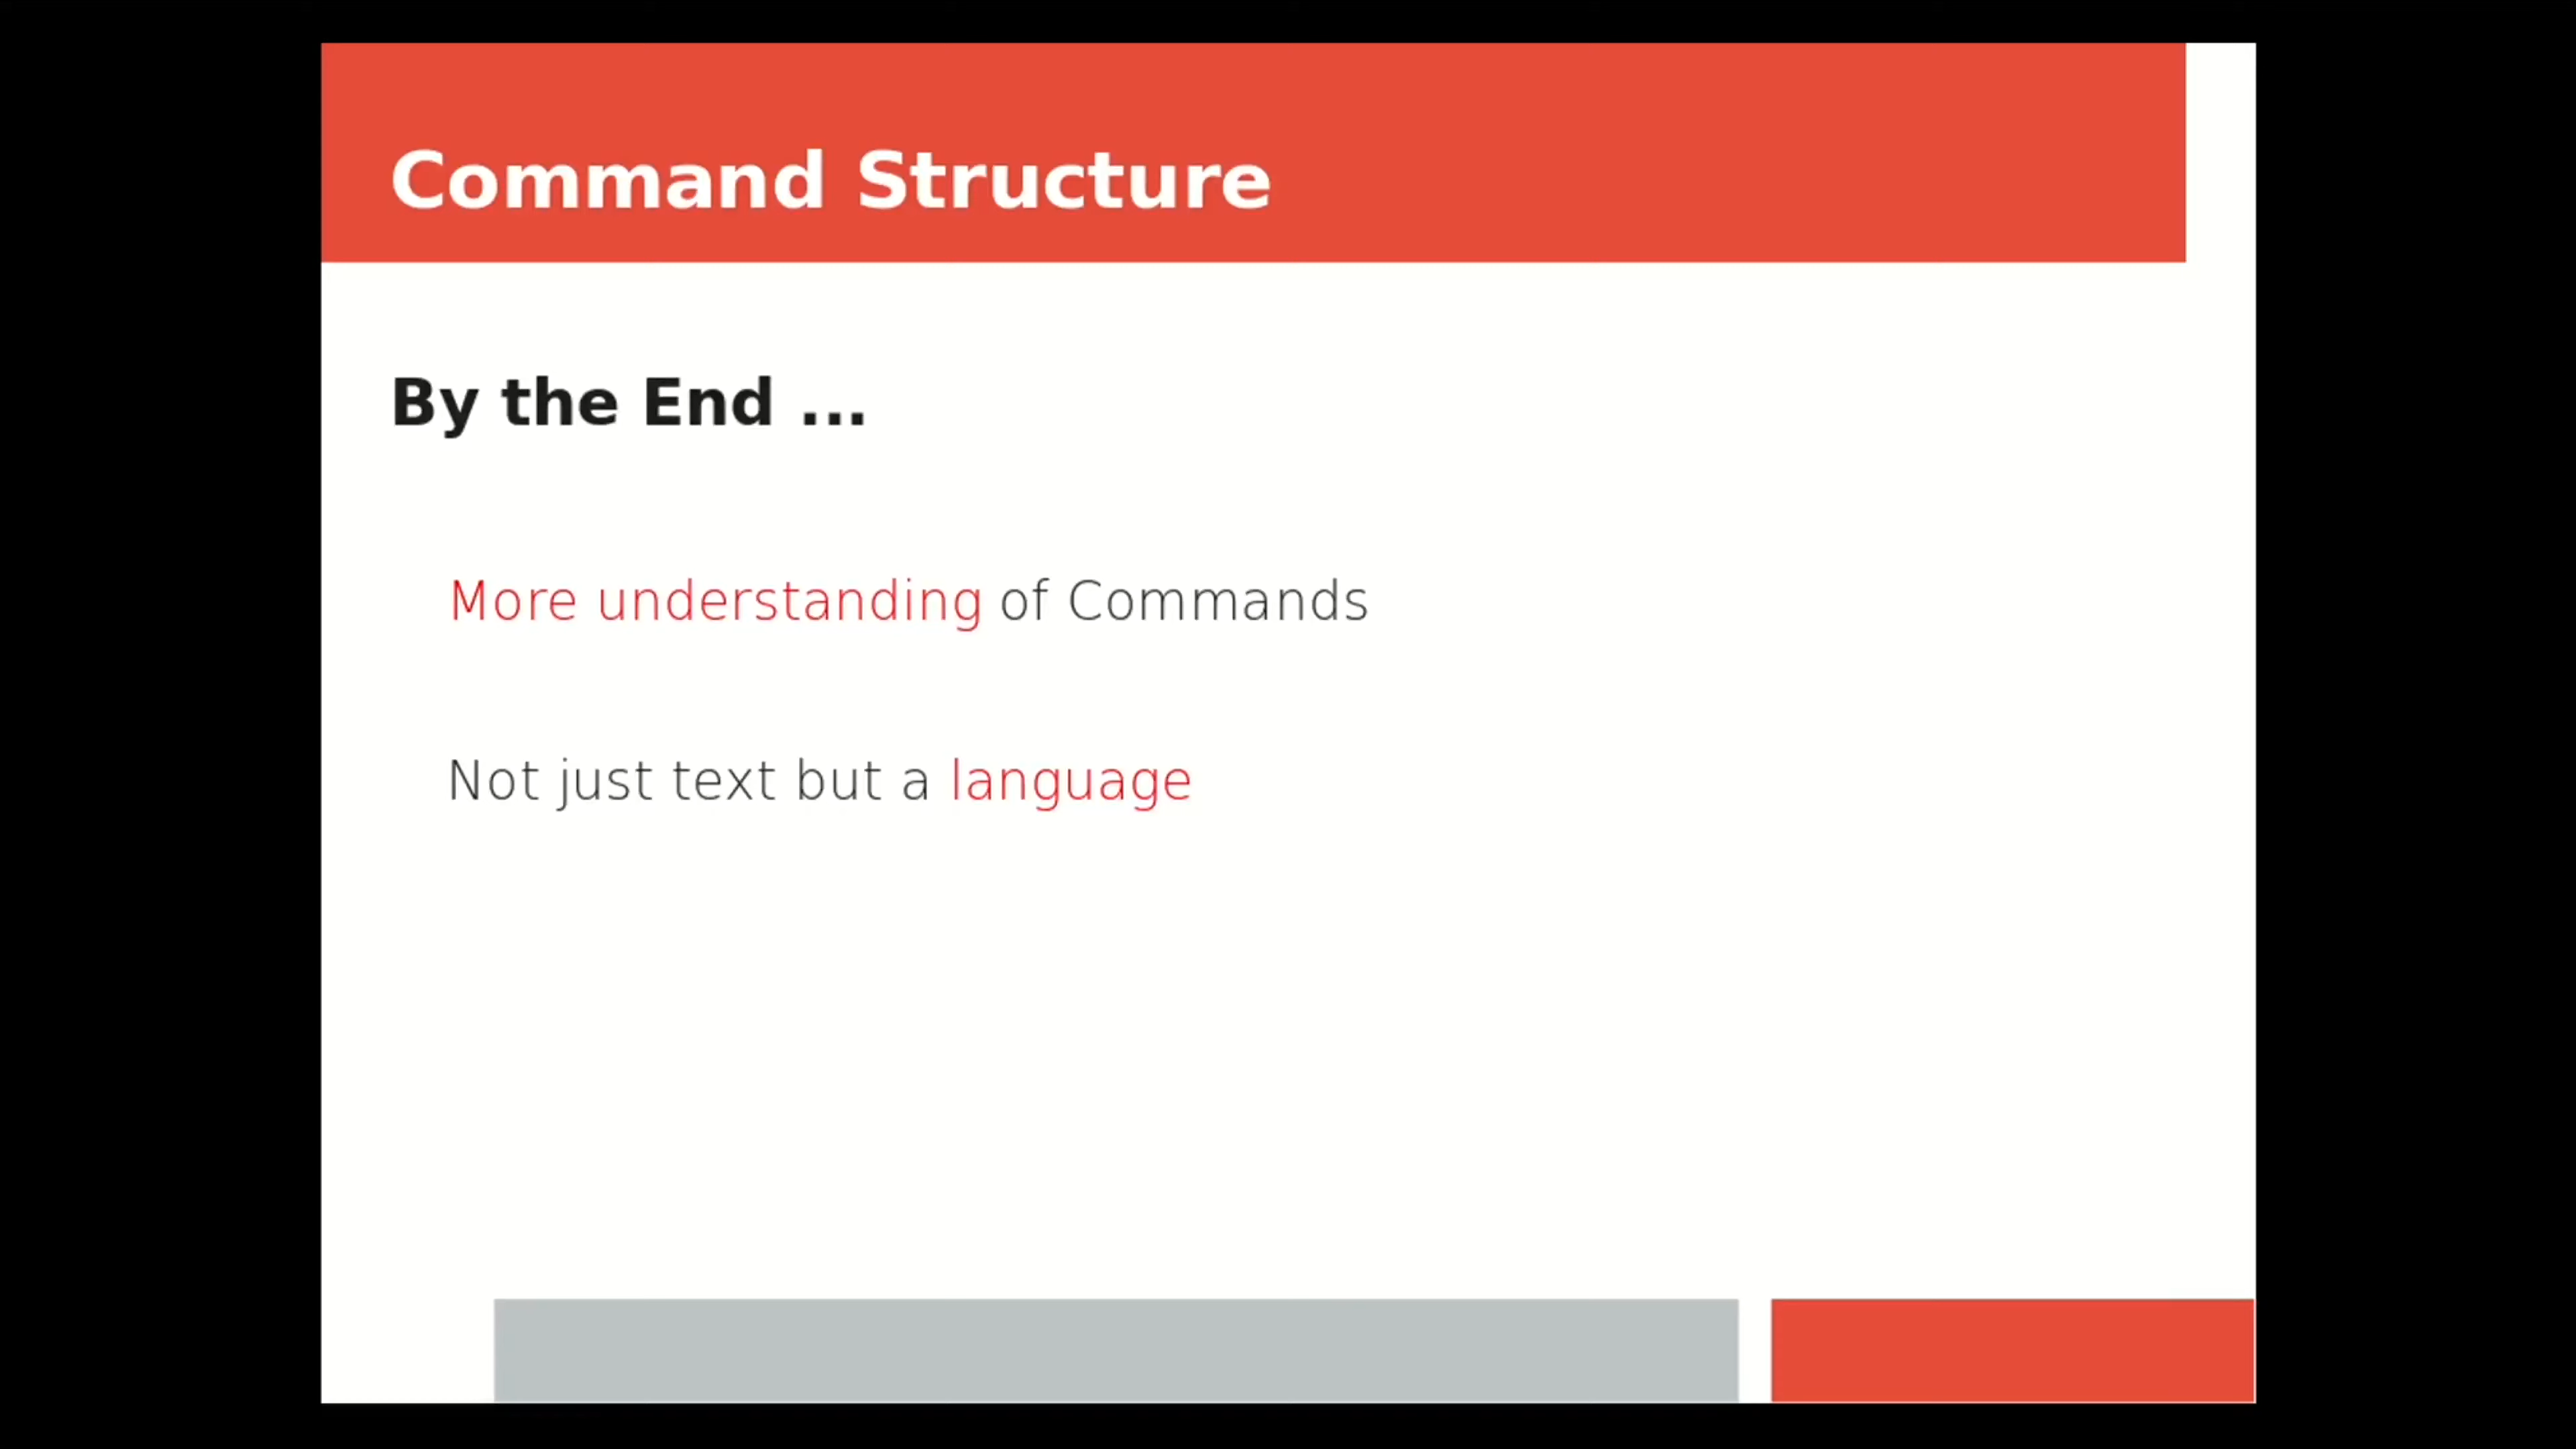 Command Structure
By the End ...
More understanding of Commands
Not just text but a language